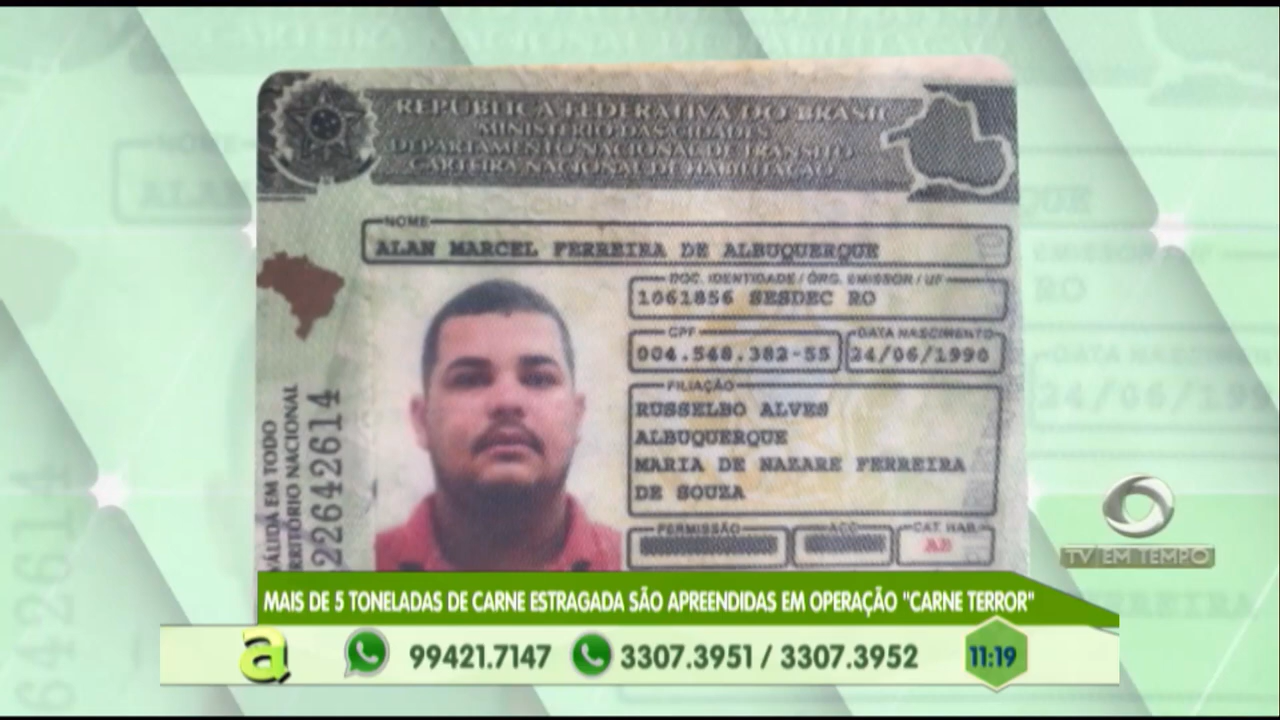 REPÚBLICA FEDERATIVA DO BRASIL
MINISTÉRIO DAS CIDADES
DEPARTAMENTO NACIONAL DE TRÂNSITO
CARTEIRA NACIONAL DE HABILITAÇÃO
NOME
ALAN MARCEL FERREIRA DE ALBUQUERQUE
DOC. IDENTIDADE / ÓRG. EMISSOR / UF
1061856 SESDEC RO
CPF
DATA NASCIMENTO
004.548.382-55
24/06/1990
FILIAÇÃO
RUSSELBO ALVES
ALBUQUERQUE
MARIA DE NAZARE FERREIRA
DE SOUZA
PERMISSÃO
ACC
CAT. HAB.
AB
VÁLIDA EM TODO
TERRITÓRIO NACIONAL
226642614
TV EM TEMPO
MAIS DE 5 TONELADAS DE CARNE ESTRAGADA SÃO APREENDIDAS EM OPERAÇÃO "CARNE TERROR"
a
99421.7147
3307.3951 / 3307.3952
11:19